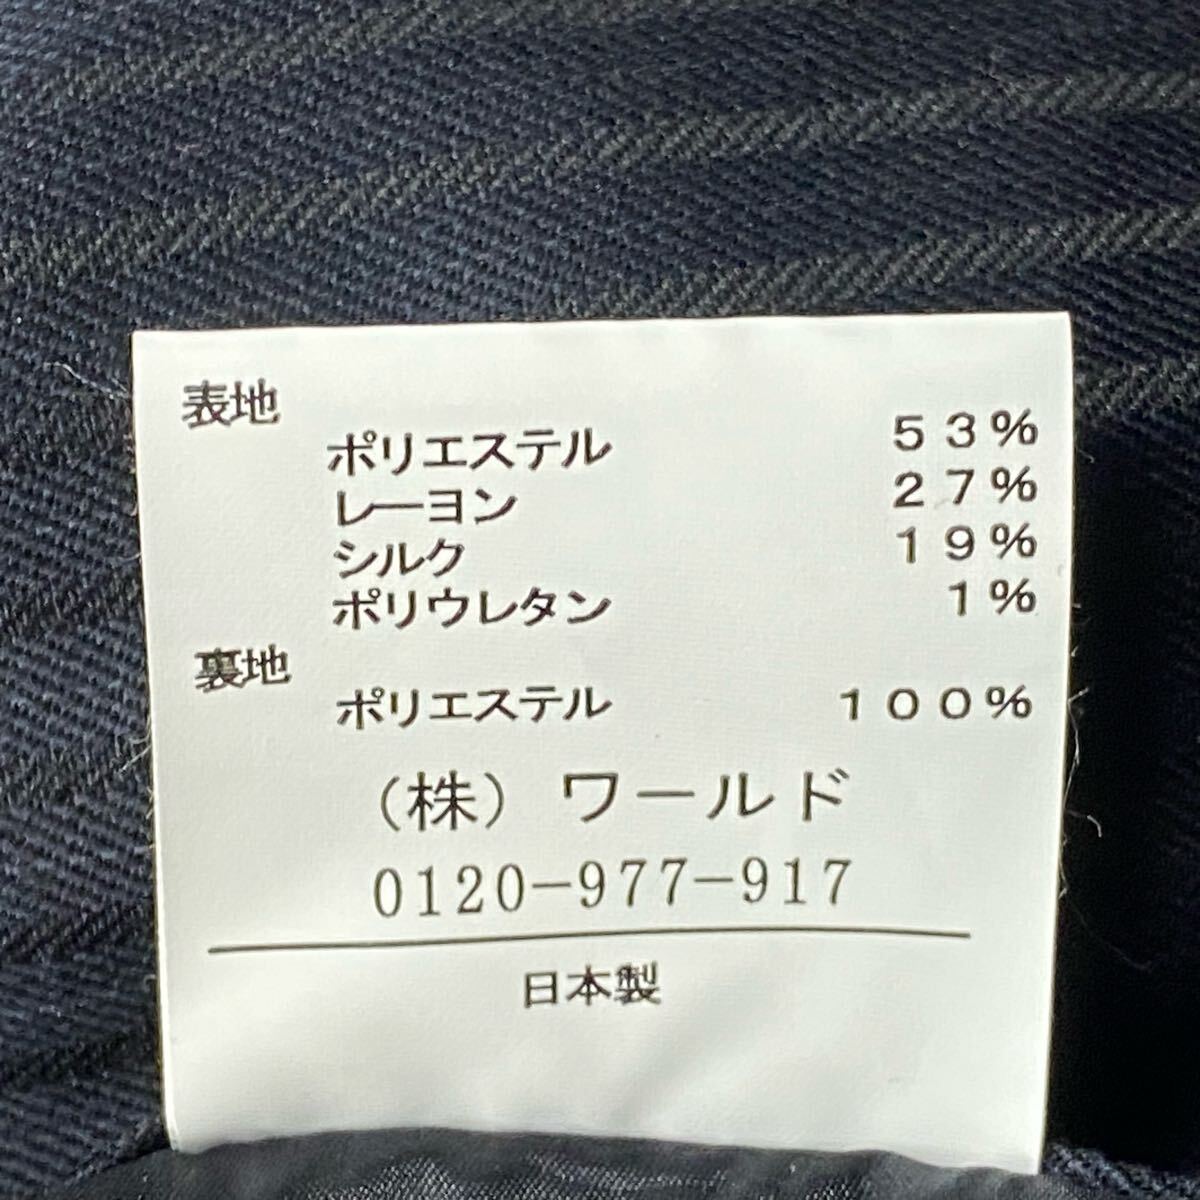 表地
ポリエステル ５３％
レーヨン ２７％
シルク １９％
ポリウレタン １％
裏地
ポリエステル １００％
（株）ワールド
0120-977-917
日本製